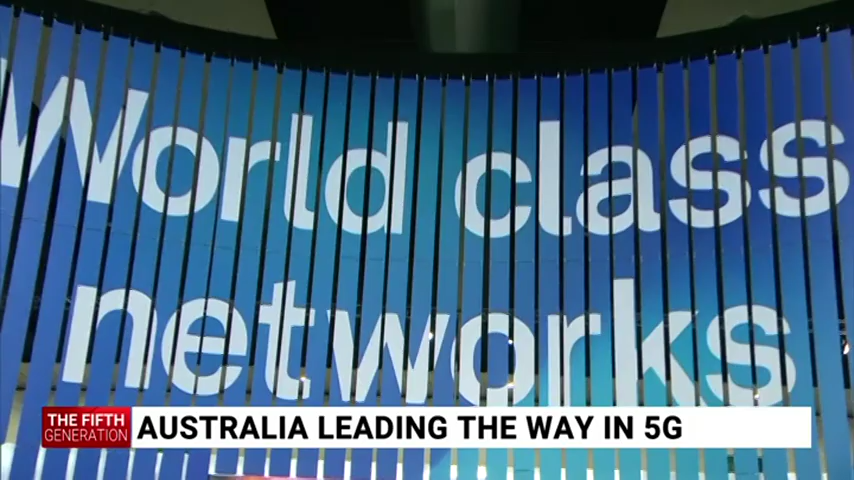 World class
networks
THE FIFTH
GENERATION
AUSTRALIA LEADING THE WAY IN 5G